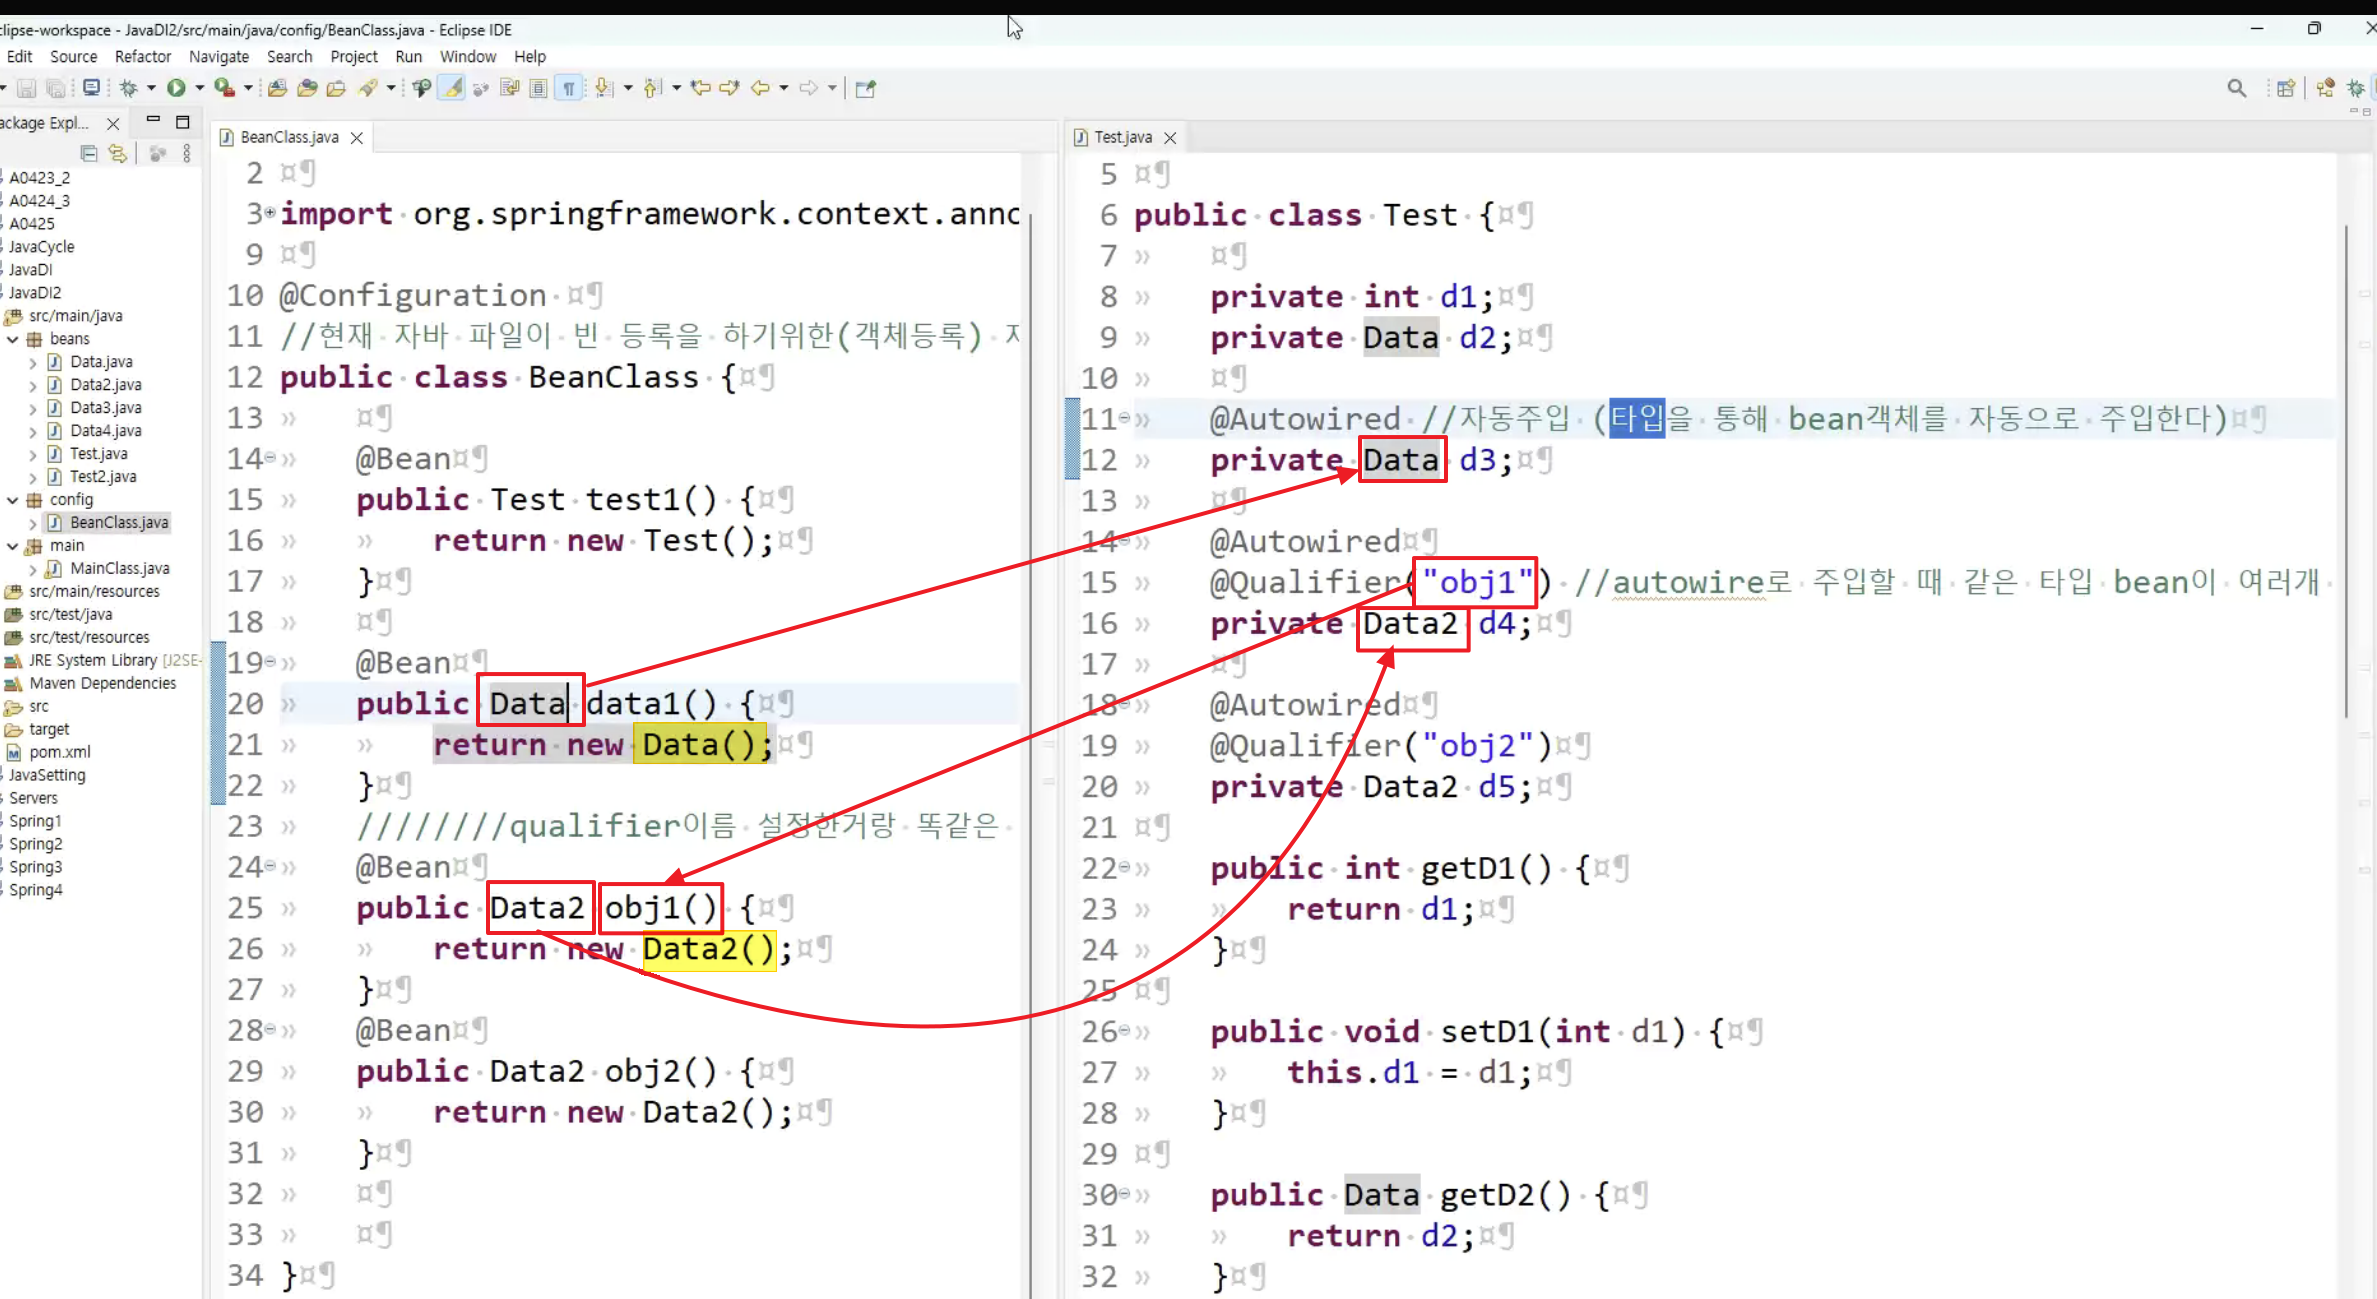 clipse-workspace - JavaDI2/src/main/java/config/BeanClass.java - Eclipse IDE
Edit Source Refactor Navigate Search Project Run Window Help
ackage Expl...
A0423_2
A0424_3
A0425
JavaCycle
JavaDI
JavaDI2
src/main/java
beans
Data.java
Data2.java
Data3.java
Data4.java
Test.java
Test2.java
config
BeanClass.java
main
MainClass.java
src/main/resources
src/test/java
src/test/resources
JRE System Library [J2SE-
Maven Dependencies
src
target
pom.xml
JavaSetting
Servers
Spring1
Spring2
Spring3
Spring4
BeanClass.java
2
3 import org.springframework.context.anno
9
10 @Configuration
11 //현재 자바 파일이 빈 등록을 하기위한(객체등록)
12 public class BeanClass {
13
14 @Bean
15 public Test test1() {
16 return new Test();
17 }
18
19 @Bean
20 public Data data1() {
21 return new Data();
22 }
23 ////////qualifier이름 설정한거랑 똑같은
24 @Bean
25 public Data2 obj1() {
26 return new Data2();
27 }
28 @Bean
29 public Data2 obj2() {
30 return new Data2();
31 }
32
33
34 }
Test.java
5
6 public class Test {
7
8 private int d1;
9 private Data d2;
10
11 @Autowired //자동주입 (타입을 통해 bean객체를 자동으로 주입한다)
12 private Data d3;
13
14 @Autowired
15 @Qualifier("obj1") //autowire로 주입할 때 같은 타입 bean이 여러개
16 private Data2 d4;
17
18 @Autowired
19 @Qualifier("obj2")
20 private Data2 d5;
21
22 public int getD1() {
23 return d1;
24 }
25
26 public void setD1(int d1) {
27 this.d1 = d1;
28 }
29
30 public Data getD2() {
31 return d2;
32 }